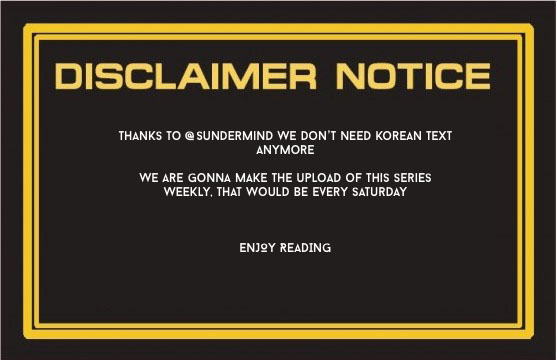 DISCLAIMER NOTICE
THANKS TO @SUNDERMIND WE DON'T NEED KOREAN TEXT
ANYMORE
WE ARE GONNA MAKE THE UPLOAD OF THIS SERIES
WEEKLY, THAT WOULD BE EVERY SATURDAY
ENJOY READING